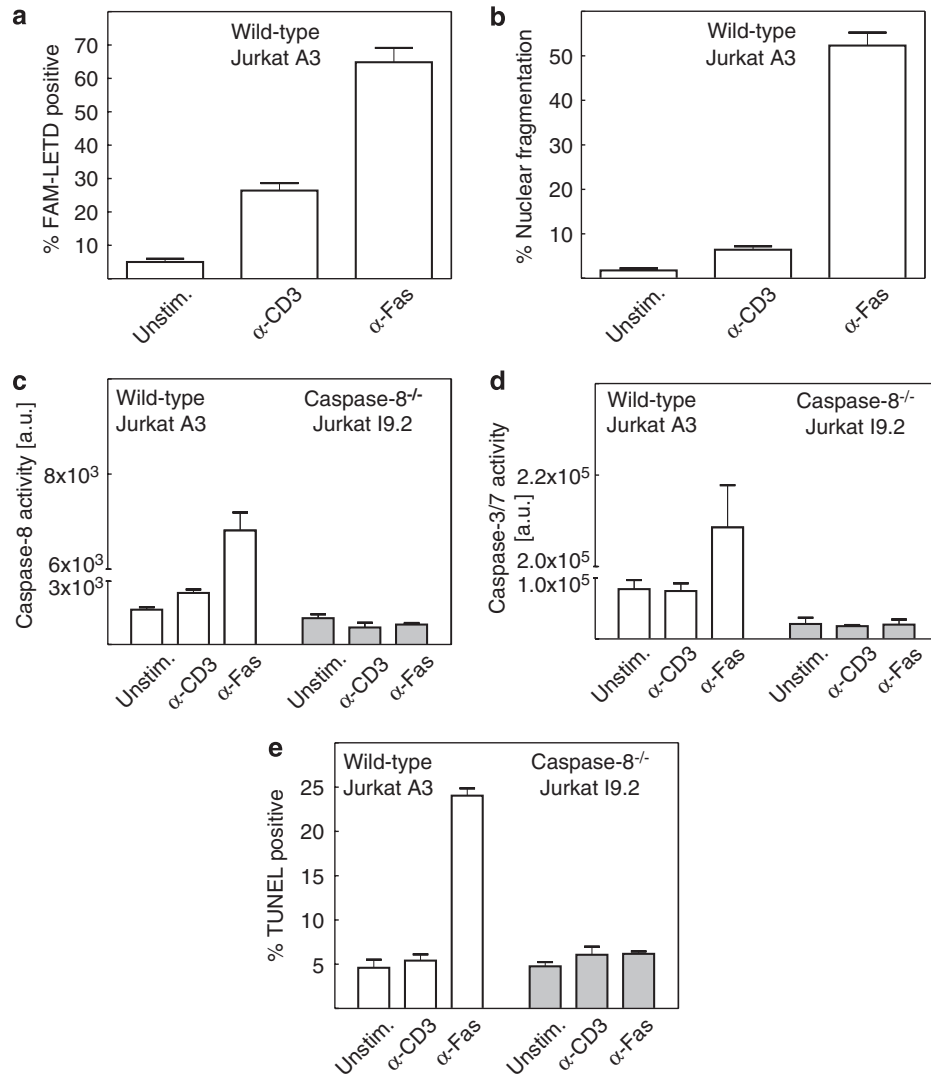 a
% FAM-LETD positive
70
60
50
40
30
20
10
Wild-type
Jurkat A3
Unstim.
α-CD3
α-Fas
b
% Nuclear fragmentation
50
40
30
20
10
Wild-type
Jurkat A3
Unstim.
α-CD3
α-Fas
c
Caspase-8 activity [a.u.]
8x10³
6x10³
3x10³
Wild-type
Jurkat A3
Caspase-8⁻/⁻
Jurkat I9.2
Unstim.
α-CD3
α-Fas
Unstim.
α-CD3
α-Fas
d
Caspase-3/7 activity
[a.u.]
2.2x10⁵
2.0x10⁵
1.0x10⁵
Wild-type
Jurkat A3
Caspase-8⁻/⁻
Jurkat I9.2
Unstim.
α-CD3
α-Fas
Unstim.
α-CD3
α-Fas
e
% TUNEL positive
25
20
15
10
5
Wild-type
Jurkat A3
Caspase-8⁻/⁻
Jurkat I9.2
Unstim.
α-CD3
α-Fas
Unstim.
α-CD3
α-Fas